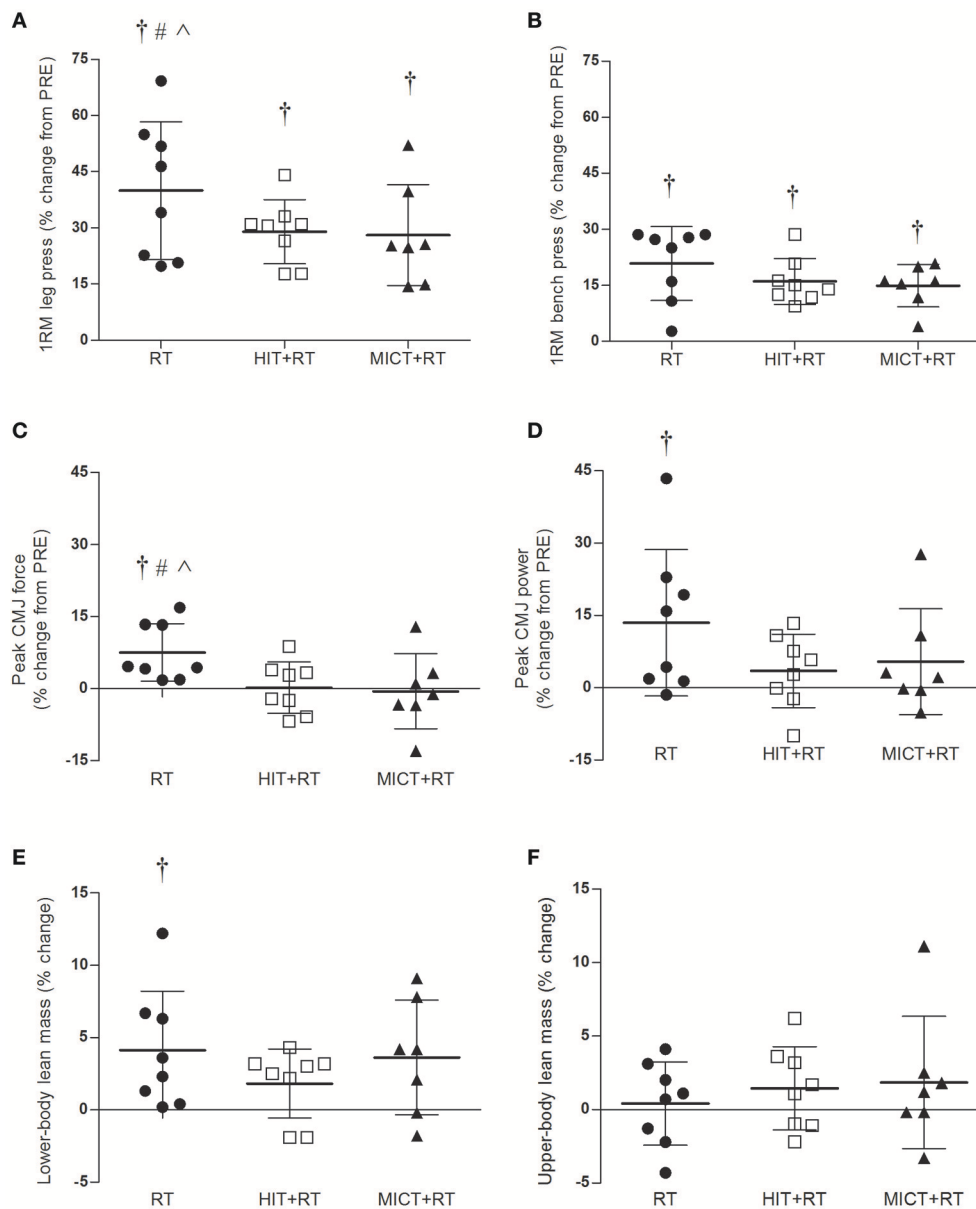 A
† # ^
†
†
1RM leg press (% change from PRE)
75
60
45
30
15
0
RT
HIT+RT
MICT+RT
B
†
†
†
1RM bench press (% change from PRE)
75
60
45
30
15
0
RT
HIT+RT
MICT+RT
C
† # ^
Peak CMJ force
(% change from PRE)
45
30
15
0
-15
RT
HIT+RT
MICT+RT
D
†
Peak CMJ power
(% change from PRE)
45
30
15
0
-15
RT
HIT+RT
MICT+RT
E
†
Lower-body lean mass (% change)
15
10
5
0
-5
RT
HIT+RT
MICT+RT
F
Upper-body lean mass (% change)
15
10
5
0
-5
RT
HIT+RT
MICT+RT